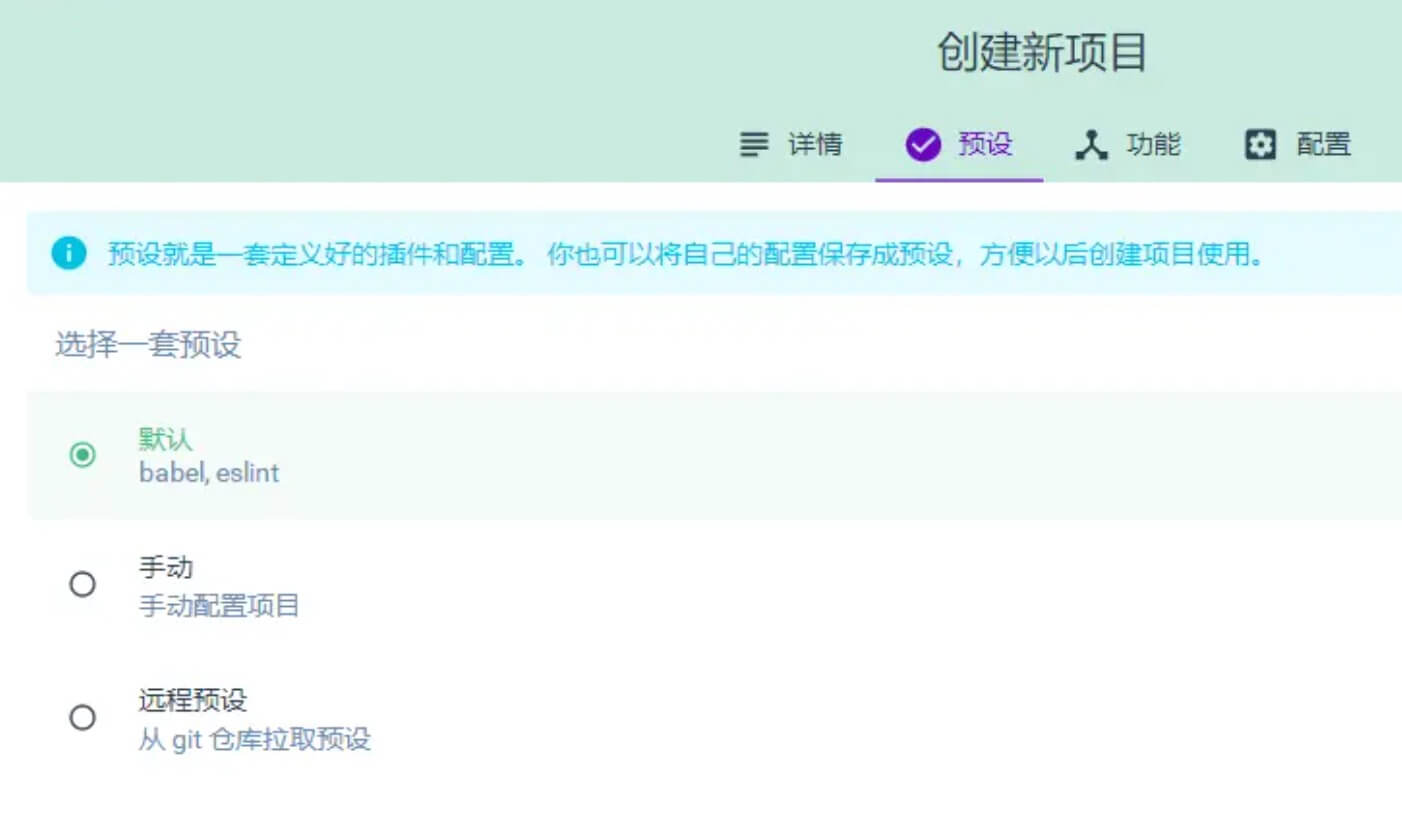 创建新项目
详情 预设 功能 配置
预设就是一套定义好的插件和配置。 你也可以将自己的配置保存成预设，方便以后创建项目使用。
选择一套预设
默认
babel, eslint
手动
手动配置项目
远程预设
从 git 仓库拉取预设